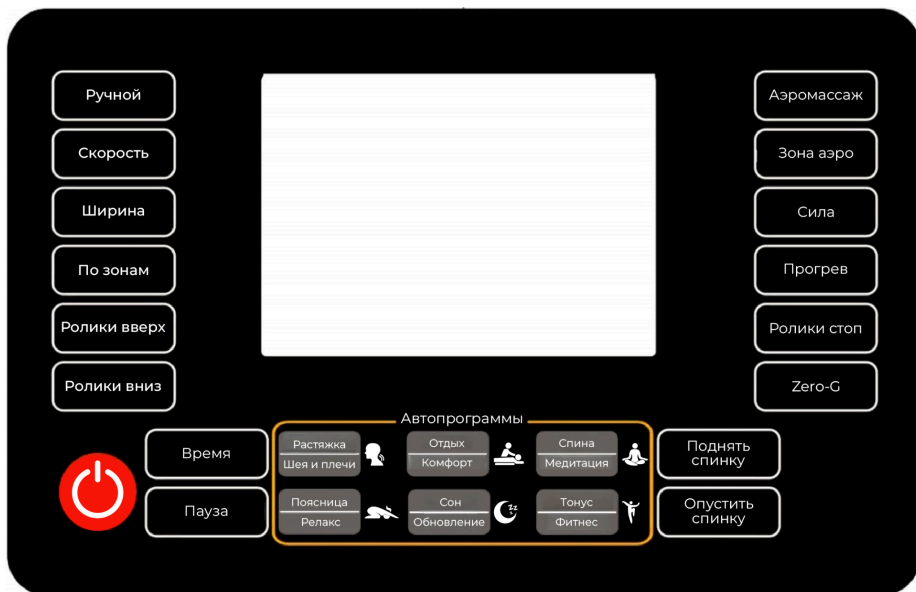 Ручной
Скорость
Ширина
По зонам
Ролики вверх
Ролики вниз
Аэромассаж
Зона аэро
Сила
Прогрев
Ролики стоп
Zero-G
Время
Пауза
Автопрограммы
Растяжка
Шея и плечи
Отдых
Комфорт
Спина
Медитация
Поясница
Релакс
Сон
Обновление
zz
Тонус
Фитнес
Поднять
спинку
Опустить
спинку